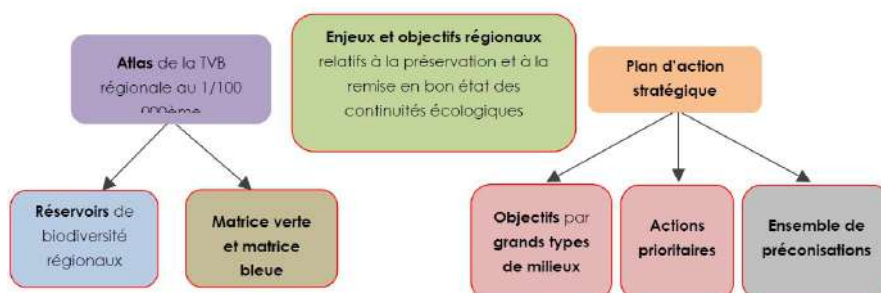 Atlas de la TVB
régionale au 1/100
000ème
Enjeux et objectifs régionaux
relatifs à la préservation et à la
remise en bon état des
continuités écologiques
Plan d'action
stratégique
Réservoirs de
biodiversité
régionaux
Matrice verte
et matrice
bleue
Objectifs par
grands types
de milieux
Actions
prioritaires
Ensemble de
préconisations